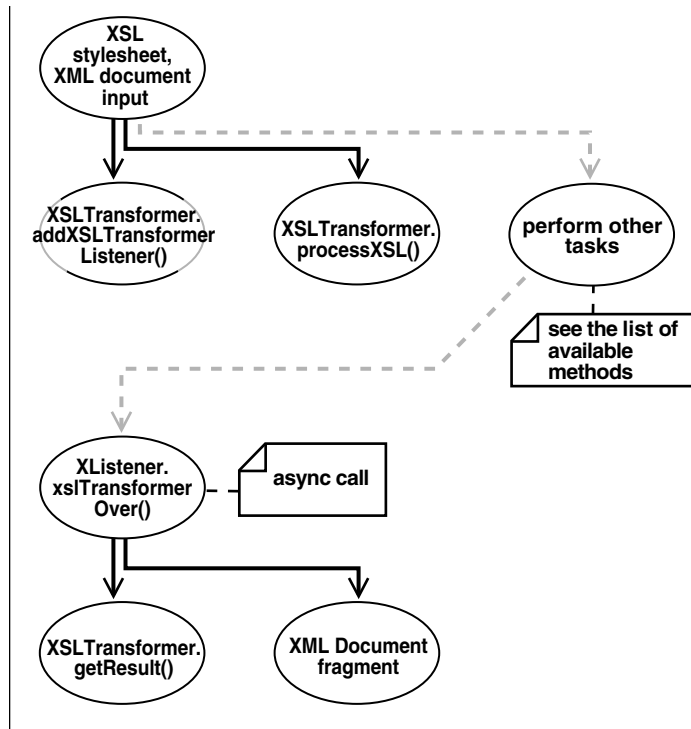 XSL
stylesheet,
XML document
input
XSLTransformer.
addXSLTransformer
Listener()
XSLTransformer.
processXSL()
perform other
tasks
see the list of
available
methods
XListener.
xslTransformer
Over()
async call
XSLTransformer.
getResult()
XML Document
fragment